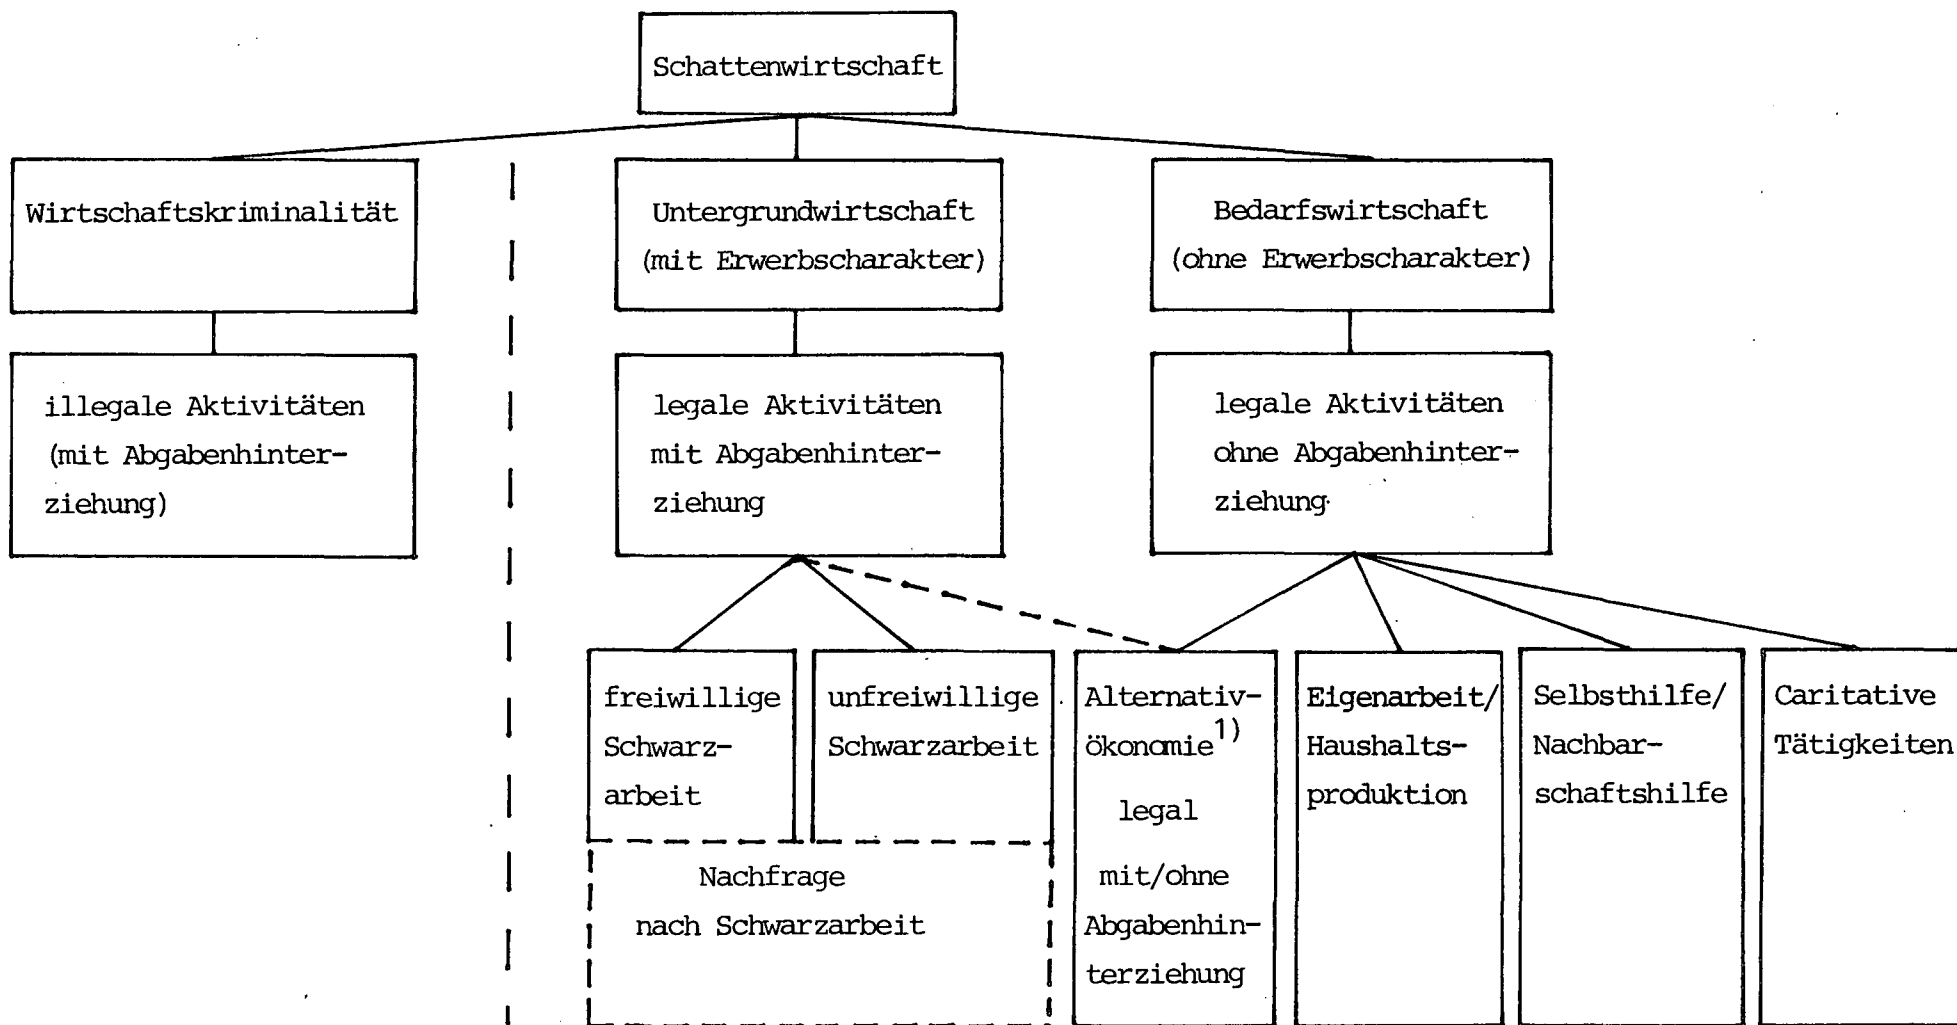 Schattenwirtschaft
Wirtschaftskriminalität
Untergrundwirtschaft
(mit Erwerbscharakter)
Bedarfswirtschaft
(ohne Erwerbscharakter)
illegale Aktivitäten
(mit Abgabenhinter-
ziehung)
legale Aktivitäten
mit Abgabenhinter-
ziehung
legale Aktivitäten
ohne Abgabenhinter-
ziehung
freiwillige
Schwarz-
arbeit
unfreiwillige
Schwarzarbeit
Nachfrage
nach Schwarzarbeit
Alternativ-
ökonomie1)
legal
mit/ohne
Abgabenhin-
terziehung
Eigenarbeit/
Haushalts-
produktion
Selbsthilfe/
Nachbar-
schaftshilfe
Caritative
Tätigkeiten